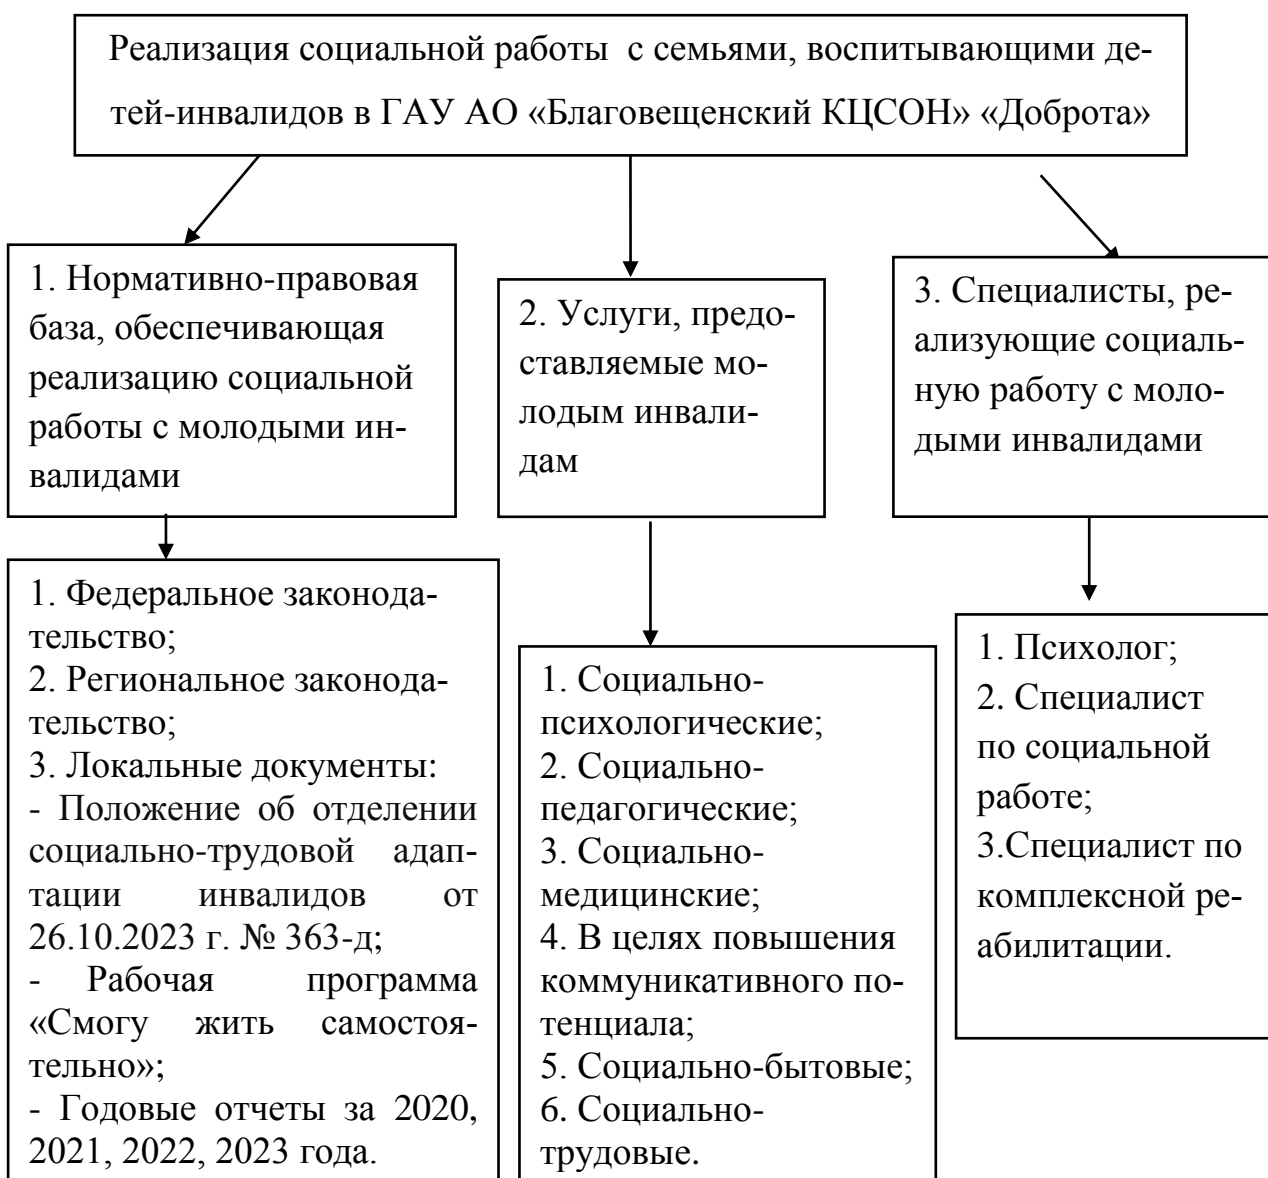 Реализация социальной работы с семьями, воспитывающими де-
тей-инвалидов в ГАУ АО «Благовещенский КЦСОН» «Доброта»
1. Нормативно-правовая
база, обеспечивающая
реализацию социальной
работы с молодыми ин-
валидами
2. Услуги, предо-
ставляемые мо-
лодым инвали-
дам
3. Специалисты, ре-
ализующие социаль-
ную работу с моло-
дыми инвалидами
1. Федеральное законода-
тельство;
2. Региональное законода-
тельство;
3. Локальные документы:
- Положение об отделении
социально-трудовой адап-
тации инвалидов от
26.10.2023 г. № 363-д;
- Рабочая программа
«Смогу жить самостоя-
тельно»;
- Годовые отчеты за 2020,
2021, 2022, 2023 года.
1. Социально-
психологические;
2. Социально-
педагогические;
3. Социально-
медицинские;
4. В целях повышения
коммуникативного по-
тенциала;
5. Социально-бытовые;
6. Социально-
трудовые.
1. Психолог;
2. Специалист
по социальной
работе;
3.Специалист по
комплексной ре-
абилитации.